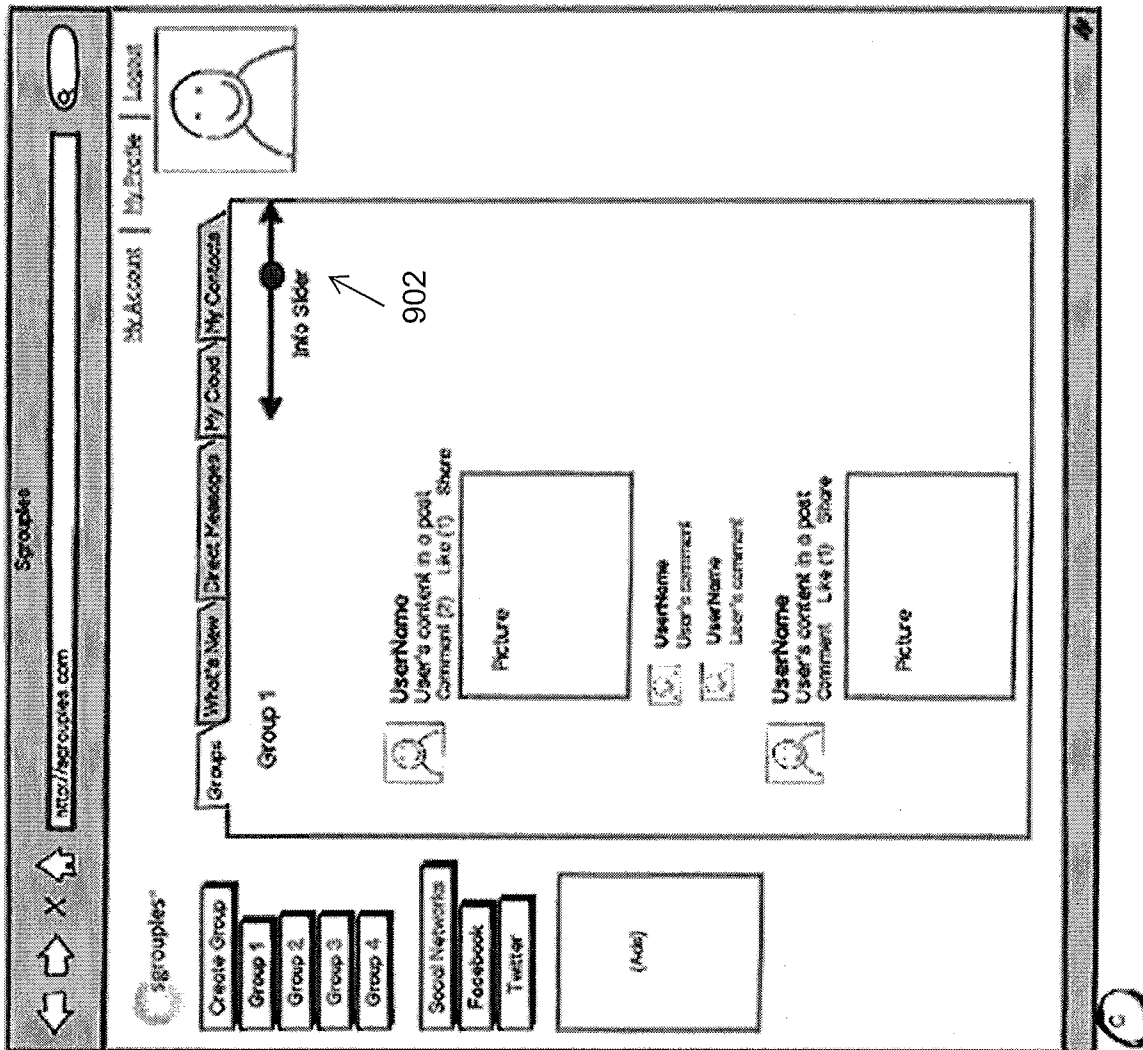 Sgrouples
http://sgrouples.com
My Account | My Profile | Logout
sgrouples
Create Group
Group 1
Group 2
Group 3
Group 4
Social Networks
Facebook
Twitter
(Ads)
Groups
What's New
Direct Messages
My Cloud
My Contacts
Group 1
Info Slider
902
UserName
User's content in a post
Comment (2) Like (1) Share
Picture
UserName
User's comment
UserName
User's comment
UserName
User's content in a post
Comment Like (1) Share
Picture